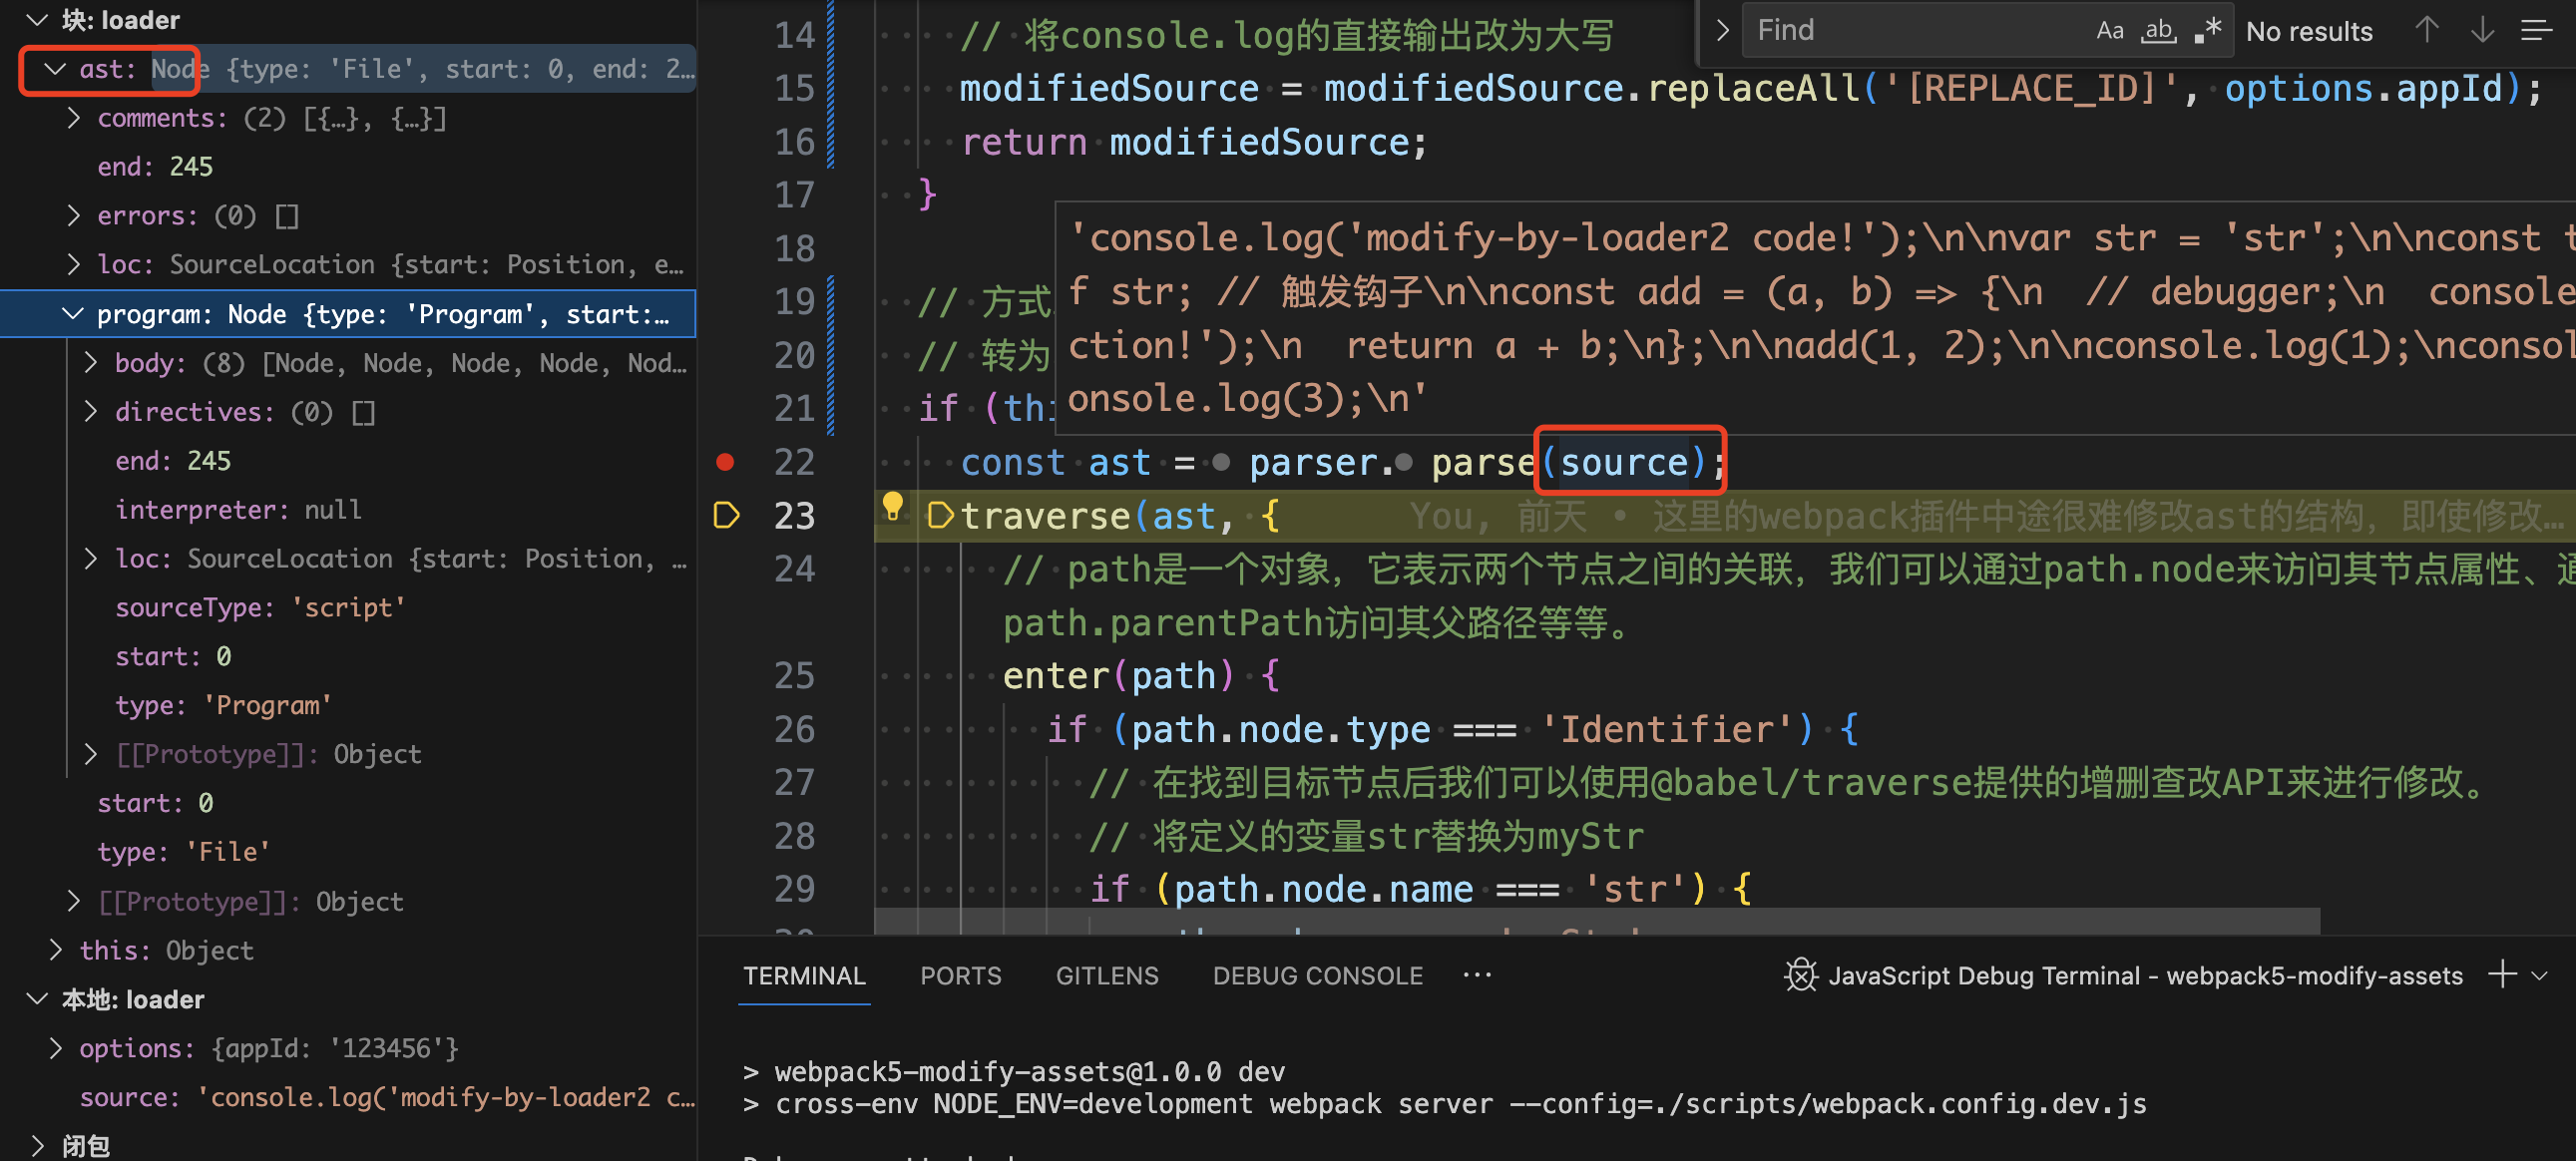 块: loader
ast: Node {type: 'File', start: 0, end: 2…
comments: (2) [{…}, {…}]
end: 245
errors: (0) []
loc: SourceLocation {start: Position, e…
program: Node {type: 'Program', start:…
body: (8) [Node, Node, Node, Node, Nod…
directives: (0) []
end: 245
interpreter: null
loc: SourceLocation {start: Position, …
sourceType: 'script'
start: 0
type: 'Program'
[[Prototype]]: Object
start: 0
type: 'File'
[[Prototype]]: Object
this: Object
本地: loader
options: {appId: '123456'}
source: 'console.log('modify-by-loader2 c…
闭包
Find
Aa ab .* No results
14 // 将console.log的直接输出改为大写
15 modifiedSource = modifiedSource.replaceAll('[REPLACE_ID]', options.appId);
16 return modifiedSource;
17 }
18
19 // 方式
20 // 转为
21 if (thi
'console.log('modify-by-loader2 code!');\n\nvar str = 'str';\n\nconst t
f str; // 触发钩子\n\nconst add = (a, b) => {\n  // debugger;\n  console
ction!');\n  return a + b;\n};\n\nadd(1, 2);\n\nconsole.log(1);\nconsol
onsole.log(3);\n'
22 const ast = parser. parse(source);
23 traverse(ast, { You, 前天 • 这里的webpack插件中途很难修改ast的结构，即使修改…
24 // path是一个对象，它表示两个节点之间的关联，我们可以通过path.node来访问其节点属性、通
path.parentPath访问其父路径等等。
25 enter(path) {
26 if (path.node.type === 'Identifier') {
27 // 在找到目标节点后我们可以使用@babel/traverse提供的增删查改API来进行修改。
28 // 将定义的变量str替换为myStr
29 if (path.node.name === 'str') {
TERMINAL PORTS GITLENS DEBUG CONSOLE ··· JavaScript Debug Terminal - webpack5-modify-assets
> webpack5-modify-assets@1.0.0 dev
> cross-env NODE_ENV=development webpack server --config=./scripts/webpack.config.dev.js